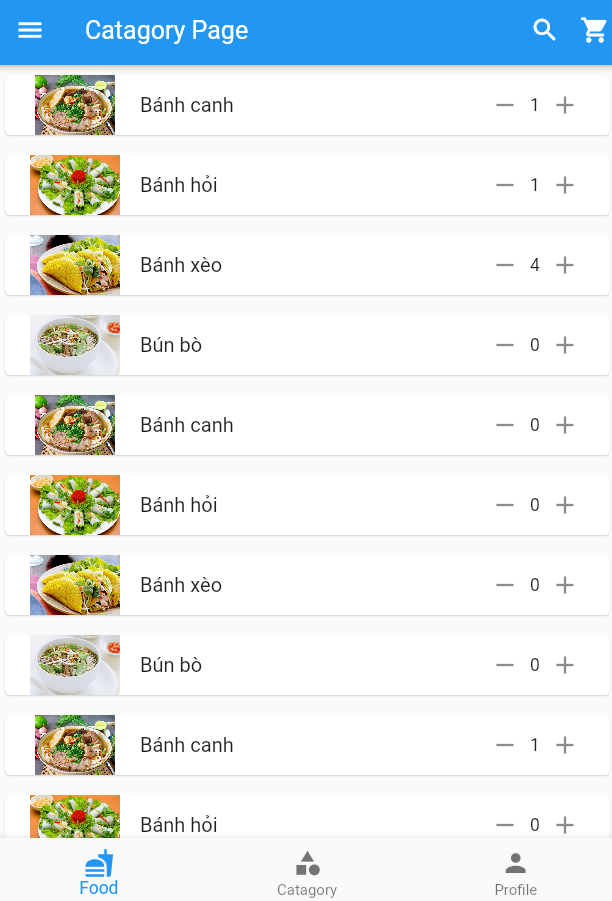 Catagory Page
Bánh canh 1
Bánh hỏi 1
Bánh xèo 4
Bún bò 0
Bánh canh 0
Bánh hỏi 0
Bánh xèo 0
Bún bò 0
Bánh canh 1
Bánh hỏi 0
Food Catagory Profile